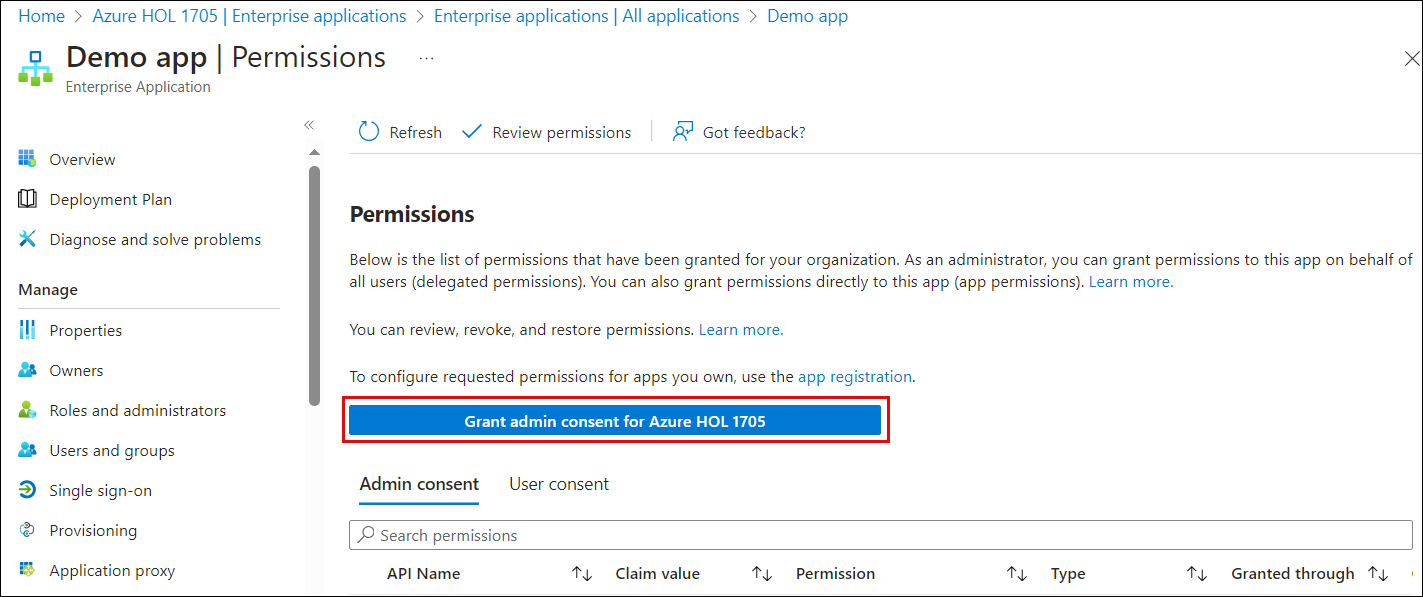 Home > Azure HOL 1705 | Enterprise applications > Enterprise applications | All applications > Demo app
Demo app | Permissions ...
Enterprise Application
Overview
Deployment Plan
Diagnose and solve problems
Manage
Properties
Owners
Roles and administrators
Users and groups
Single sign-on
Provisioning
Application proxy
Refresh Review permissions Got feedback?
Permissions
Below is the list of permissions that have been granted for your organization. As an administrator, you can grant permissions to this app on behalf of
all users (delegated permissions). You can also grant permissions directly to this app (app permissions). Learn more.
You can review, revoke, and restore permissions. Learn more.
To configure requested permissions for apps you own, use the app registration.
Grant admin consent for Azure HOL 1705
Admin consent User consent
Search permissions
API Name Claim value Permission Type Granted through